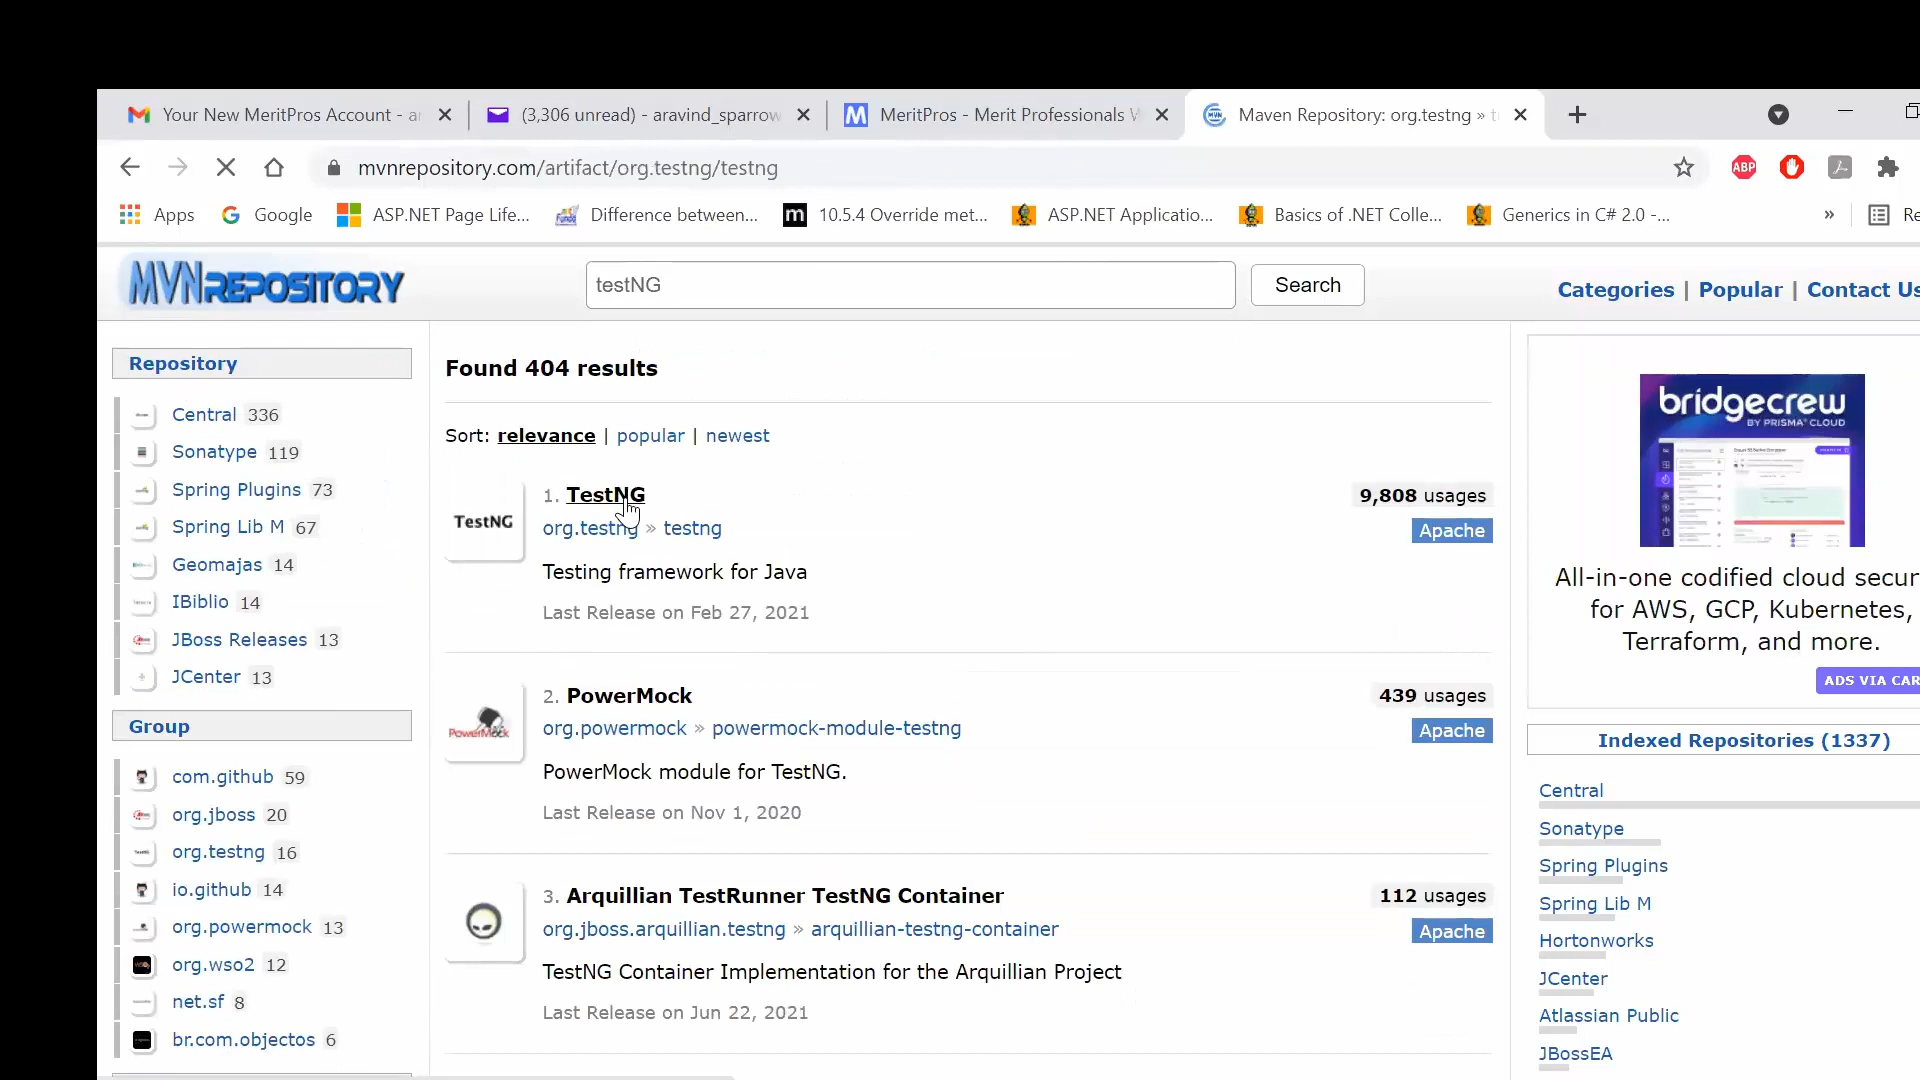 Your New MeritPros Account - a
(3,306 unread) - aravind_sparrow
MeritPros - Merit Professionals W
Maven Repository: org.testng » t
mvnrepository.com/artifact/org.testng/testng
ABP
Apps
Google
ASP.NET Page Life...
Difference between...
m
10.5.4 Override met...
ASP.NET Applicatio...
Basics of .NET Colle...
Generics in C# 2.0 -...
»
Re
MVNREPOSITORY
testNG
Search
Categories | Popular | Contact Us
Repository
Central 336
Sonatype 119
Spring Plugins 73
Spring Lib M 67
Geomajas 14
IBiblio 14
JBoss Releases 13
JCenter 13
Group
com.github 59
org.jboss 20
org.testng 16
io.github 14
org.powermock 13
org.wso2 12
net.sf 8
br.com.objectos 6
Found 404 results
Sort: relevance | popular | newest
TestNG
1. TestNG
9,808 usages
org.testng » testng
Apache
Testing framework for Java
Last Release on Feb 27, 2021
PowerMock
2. PowerMock
439 usages
org.powermock » powermock-module-testng
Apache
PowerMock module for TestNG.
Last Release on Nov 1, 2020
3. Arquillian TestRunner TestNG Container
112 usages
org.jboss.arquillian.testng » arquillian-testng-container
Apache
TestNG Container Implementation for the Arquillian Project
Last Release on Jun 22, 2021
bridgecrew
BY PRISMA CLOUD
All-in-one codified cloud secur
for AWS, GCP, Kubernetes,
Terraform, and more.
ADS VIA CAR
Indexed Repositories (1337)
Central
Sonatype
Spring Plugins
Spring Lib M
Hortonworks
JCenter
Atlassian Public
JBossEA